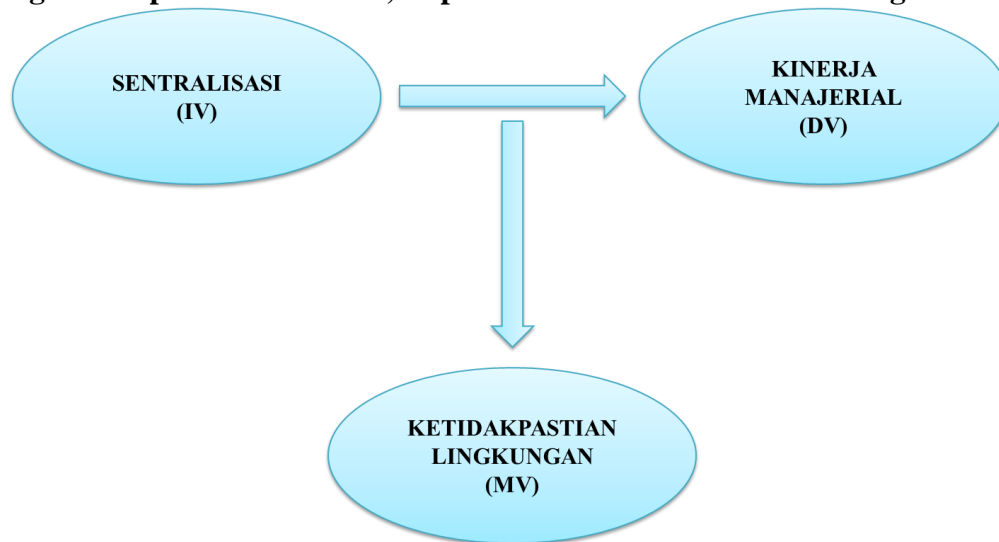 SENTRALISASI
(IV)
KINERJA
MANAJERIAL
(DV)
KETIDAKPASTIAN
LINGKUNGAN
(MV)